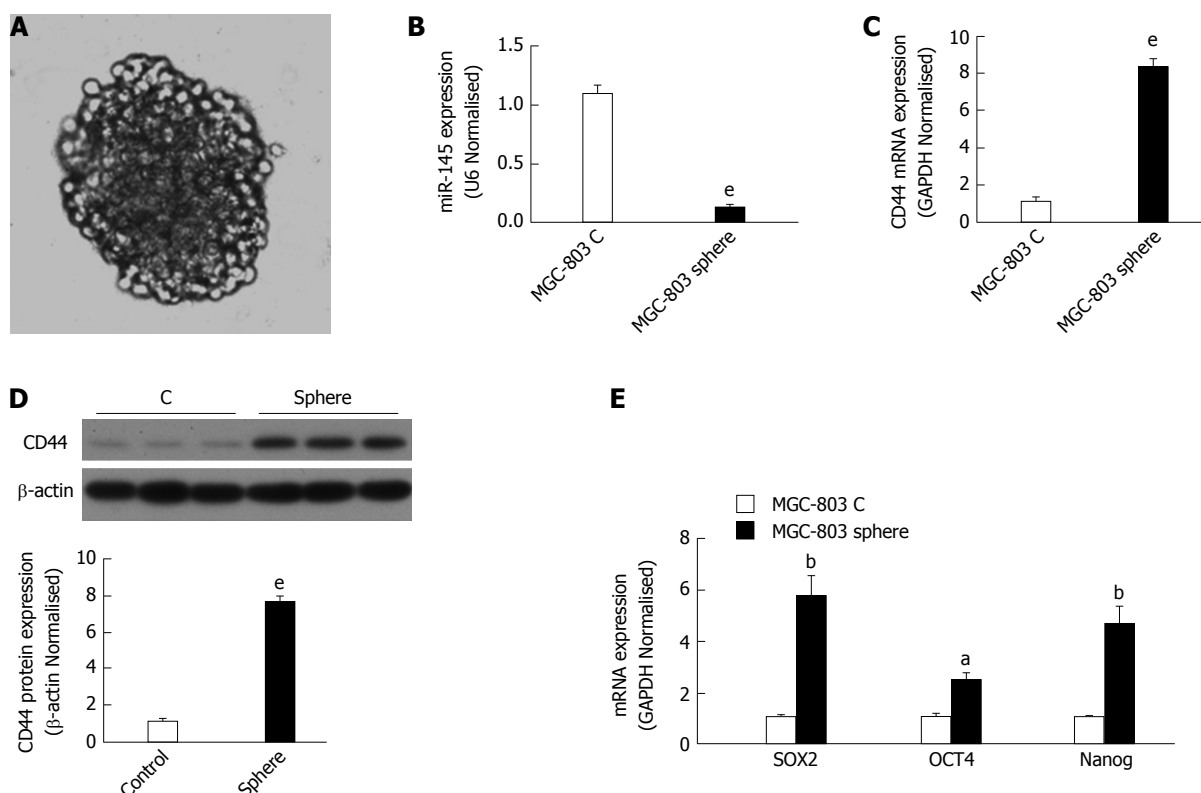 A
B
miR-145 expression
(U6 Normalised)
1.5
1.0
0.5
0.0
e
MGC-803 C
MGC-803 sphere
C
CD44 mRNA expression
(GAPDH Normalised)
10
8
6
4
2
0
e
MGC-803 C
MGC-803 sphere
D
C
Sphere
CD44
β-actin
CD44 protein expression
(β-actin Normalised)
10
8
6
4
2
0
e
Control
Sphere
E
MGC-803 C
MGC-803 sphere
mRNA expression
(GAPDH Normalised)
8
6
4
2
0
b
a
b
SOX2
OCT4
Nanog